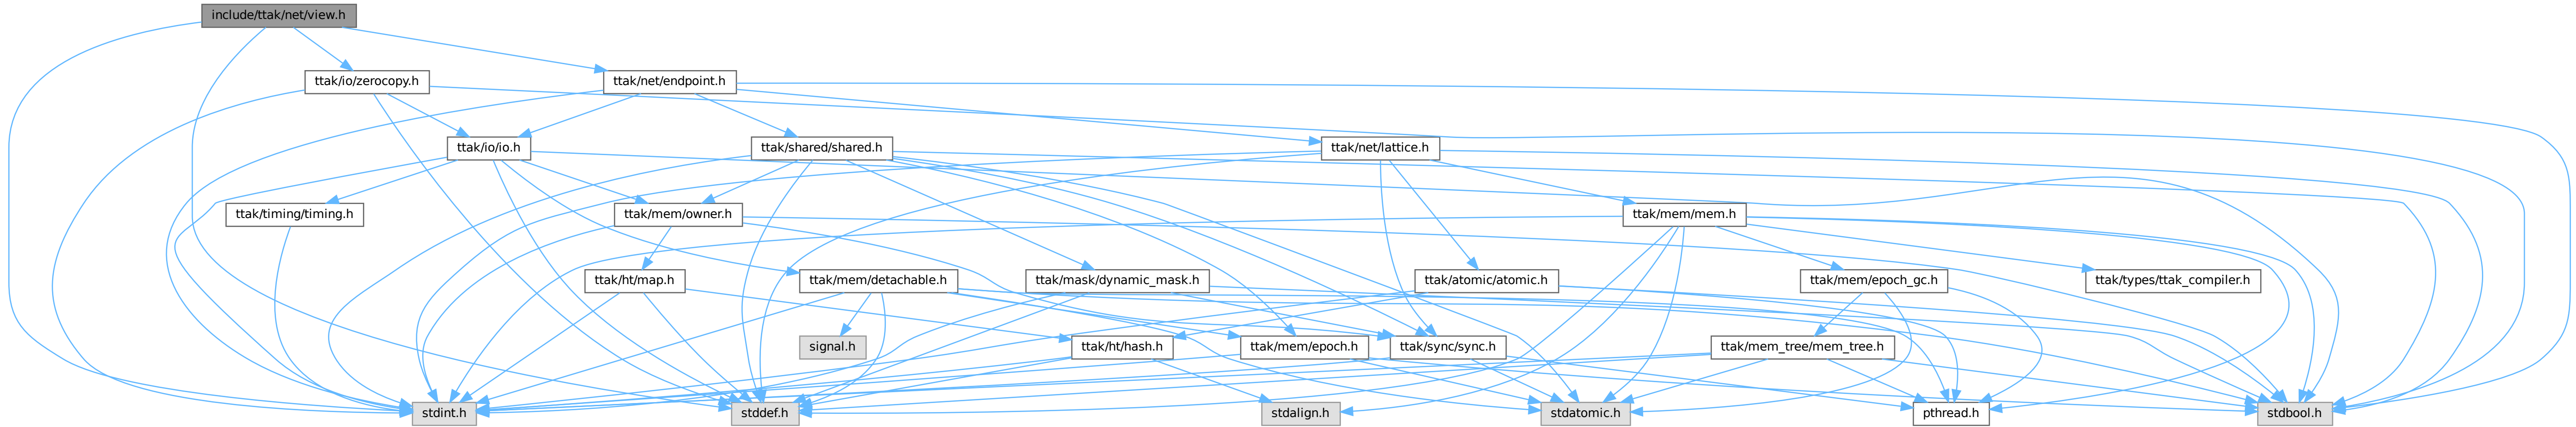 include/ttak/net/view.h
ttak/io/zerocopy.h
ttak/net/endpoint.h
ttak/io/io.h
ttak/shared/shared.h
ttak/net/lattice.h
ttak/timing/timing.h
ttak/mem/owner.h
ttak/mem/mem.h
ttak/ht/map.h
ttak/mem/detachable.h
ttak/mask/dynamic_mask.h
ttak/atomic/atomic.h
ttak/mem/epoch_gc.h
ttak/types/ttak_compiler.h
signal.h
ttak/ht/hash.h
ttak/mem/epoch.h
ttak/sync/sync.h
ttak/mem_tree/mem_tree.h
stdint.h
stddef.h
stdalign.h
stdatomic.h
pthread.h
stdbool.h